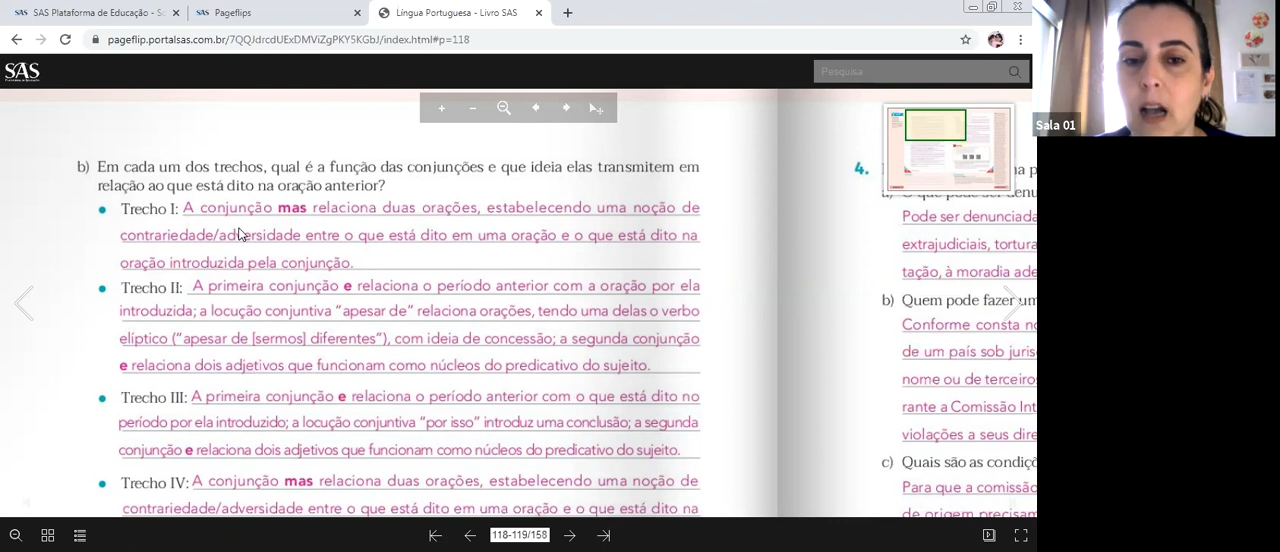 SAS Plataforma de Educação - S
Pageflips
Língua Portuguesa - Livro SAS
pageflip.portalsas.com.br/7QQJdrcdUExDMViZgPKY5KGbJ/index.html#p=118
SAS
Pesquisa
Sala 01
b) Em cada um dos trechos, qual é a função das conjunções e que ideia elas transmitem em
relação ao que está dito na oração anterior?
Trecho I: A conjunção mas relaciona duas orações, estabelecendo uma noção de
contrariedade/adversidade entre o que está dito em uma oração e o que está dito na
oração introduzida pela conjunção.
Trecho II: A primeira conjunção e relaciona o período anterior com a oração por ela
introduzida; a locução conjuntiva “apesar de” relaciona orações, tendo uma delas o verbo
elíptico (“apesar de [sermos] diferentes”), com ideia de concessão; a segunda conjunção
e relaciona dois adjetivos que funcionam como núcleos do predicativo do sujeito.
Trecho III: A primeira conjunção e relaciona o período anterior com o que está dito no
período por ela introduzido; a locução conjuntiva “por isso” introduz uma conclusão; a segunda
conjunção e relaciona dois adjetivos que funcionam como núcleos do predicativo do sujeito.
Trecho IV: A conjunção mas relaciona duas orações, estabelecendo uma noção de
contrariedade/adversidade entre o que está dito em uma oração e o que está dito na
4.
Pode ser denunciada
extrajudiciais, tortura
tação, à moradia ade
b) Quem pode fazer um
Conforme consta no
de um país sob juris
nome ou de terceiros
rante a Comissão Int
violações a seus dire
c) Quais são as condiçõ
Para que a comissão
de origem precisam
118-119/158